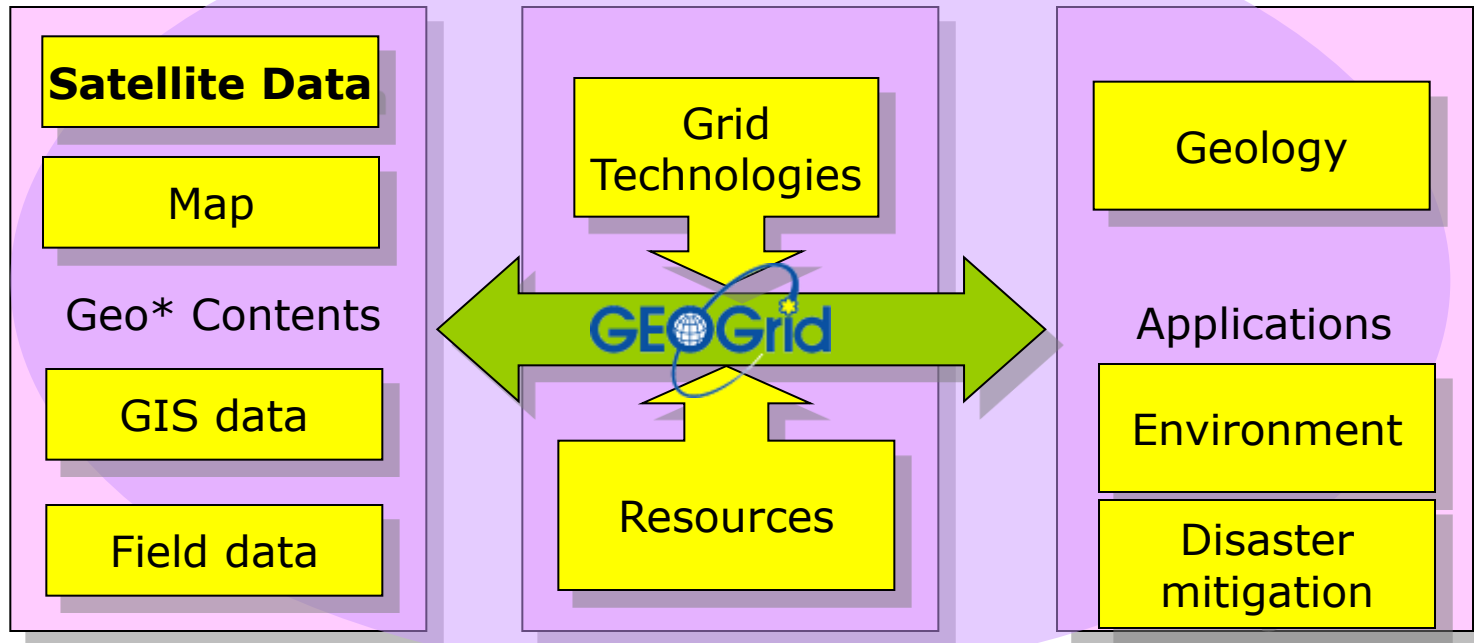 Satellite Data
Map
Geo* Contents
GIS data
Field data
Grid
Technologies
GEOGrid
Resources
Geology
Applications
Environment
Disaster
mitigation